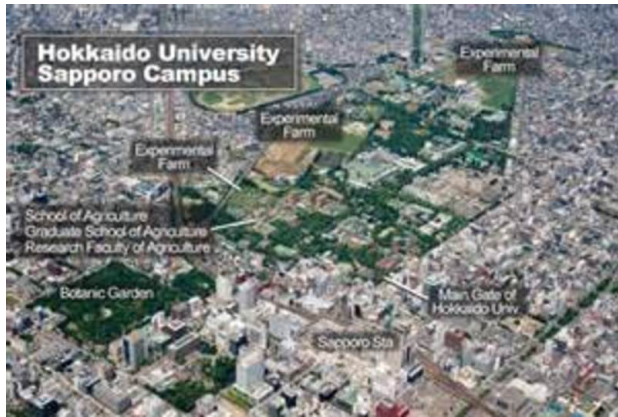 Hokkaido University
Sapporo Campus
Experimental
Farm
Experimental
Farm
Experimental
Farm
School of Agriculture
Graduate School of Agriculture
Research Faculty of Agriculture
Botanic Garden
Main Gate of
Hokkaido Univ.
Sapporo Sta.